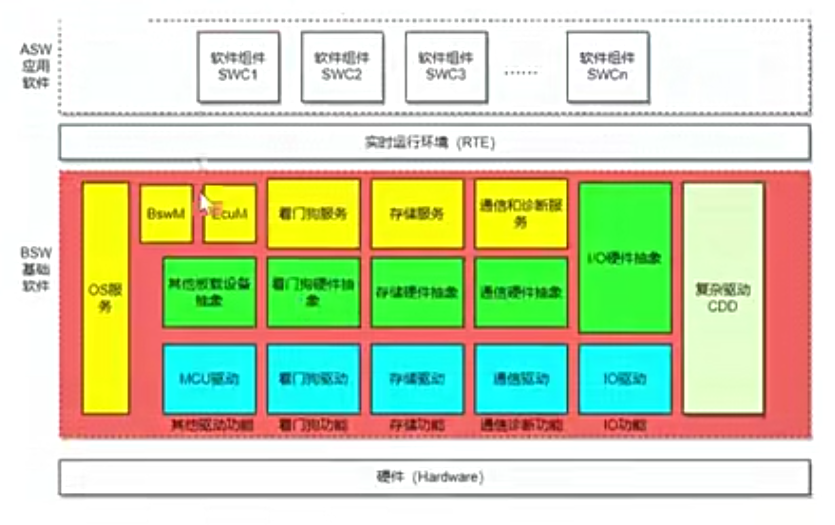 ASW
应用
软件
软件组件
SWC1
软件组件
SWC2
软件组件
SWC3
......
软件组件
SWCn
实时运行环境 (RTE)
BSW
基础
软件
OS服
务
BswM
EcuM
看门狗服务
存储服务
通信和诊断服
务
I/O硬件抽象
复杂驱动
CDD
其他板载设备
抽象
看门狗硬件抽
象
存储硬件抽象
通信硬件抽象
MCU驱动
看门狗驱动
存储驱动
通信驱动
IO驱动
其他驱动功能
看门狗功能
存储功能
通信诊断功能
IO功能
硬件 (Hardware)